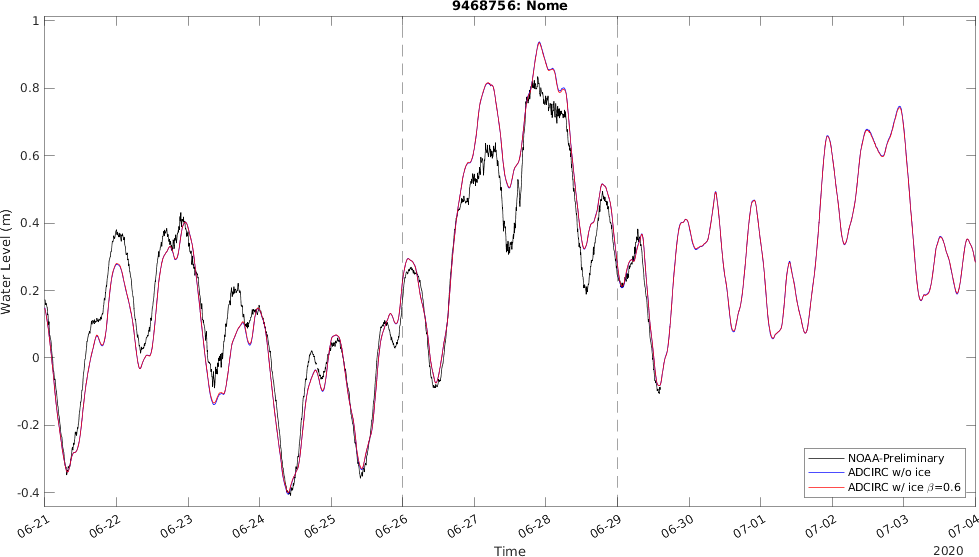 9468756: Nome
1
0.8
0.6
0.4
0.2
0
-0.2
-0.4
Water Level (m)
NOAA-Preliminary
ADCIRC w/o ice
ADCIRC w/ ice β=0.6
06-21 06-22 06-23 06-24 06-25 06-26 06-27 06-28 06-29 06-30 07-01 07-02 07-03 07-04
Time
2020